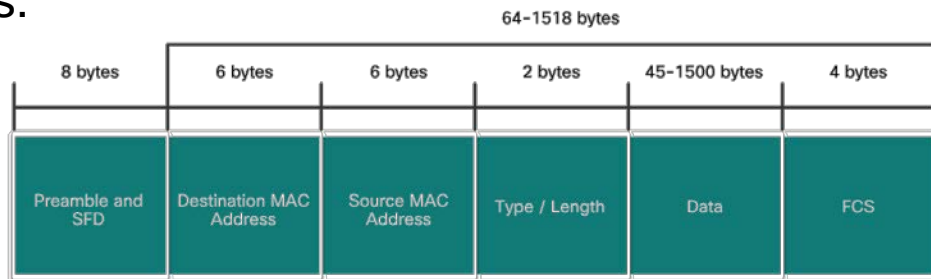 s.
64-1518 bytes
8 bytes
6 bytes
6 bytes
2 bytes
45-1500 bytes
4 bytes
Preamble and
SFD
Destination MAC
Address
Source MAC
Address
Type / Length
Data
FCS